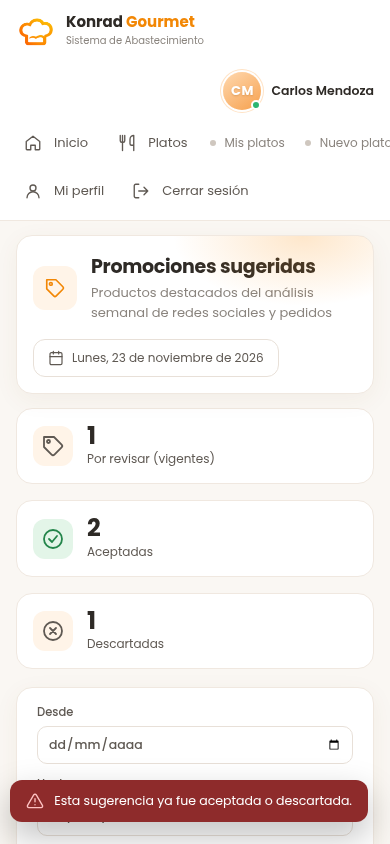 Konrad Gourmet
Sistema de Abastecimiento
CM
Carlos Mendoza
Inicio
Platos
Mis platos
Nuevo plato
Mi perfil
Cerrar sesión
Promociones sugeridas
Productos destacados del análisis
semanal de redes sociales y pedidos
Lunes, 23 de noviembre de 2026
1
Por revisar (vigentes)
2
Aceptadas
1
Descartadas
Desde
dd/mm/aaaa
Esta sugerencia ya fue aceptada o descartada.